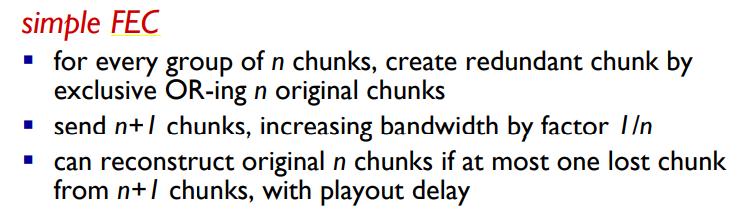 simple FEC
▪ for every group of n chunks, create redundant chunk by
exclusive OR-ing n original chunks
▪ send n+1 chunks, increasing bandwidth by factor 1/n
▪ can reconstruct original n chunks if at most one lost chunk
from n+1 chunks, with playout delay